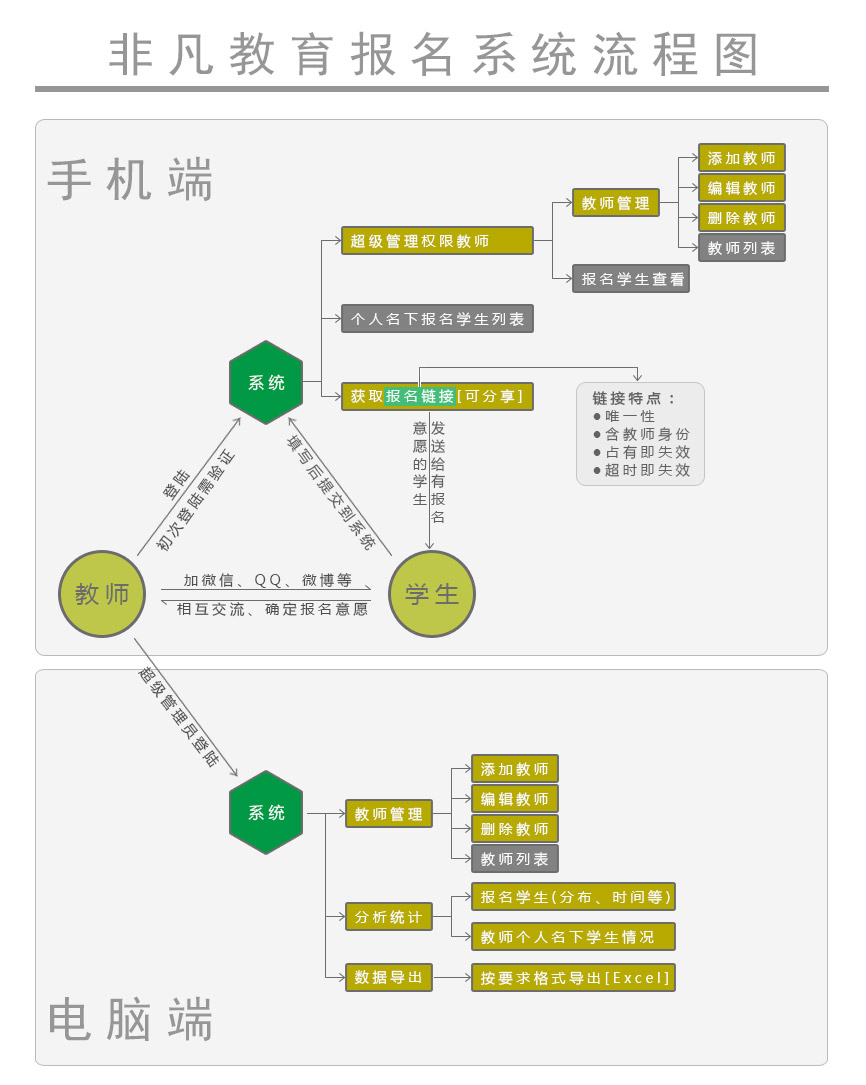 非凡教育报名系统流程图
手机端
添加教师
编辑教师
教师管理
删除教师
超级管理权限教师
教师列表
报名学生查看
个人名下报名学生列表
系统
获取报名链接[可分享]
链接特点：
●唯一性
●含教师身份
●占有即失效
●超时即失效
发送给有报名
意愿的学生
登陆
初次登陆需验证
填写后提交到系统
教师
加微信、QQ、微博等
相互交流、确定报名意愿
学生
超级管理员登陆
系统
添加教师
编辑教师
教师管理
删除教师
教师列表
报名学生(分布、时间等)
分析统计
教师个人名下学生情况
数据导出
按要求格式导出[Excel]
电脑端